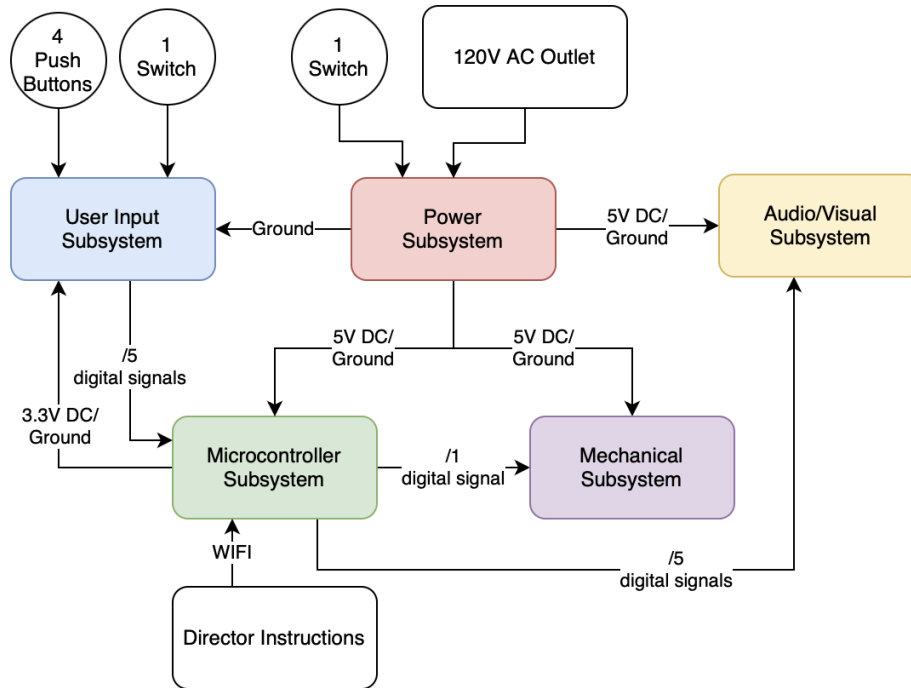 4
Push
Buttons
1
Switch
1
Switch
120V AC Outlet
User Input
Subsystem
Ground
Power
Subsystem
5V DC/
Ground
Audio/Visual
Subsystem
/5
digital signals
5V DC/
Ground
5V DC/
Ground
3.3V DC/
Ground
Microcontroller
Subsystem
/1
digital signal
Mechanical
Subsystem
WIFI
/5
digital signals
Director Instructions